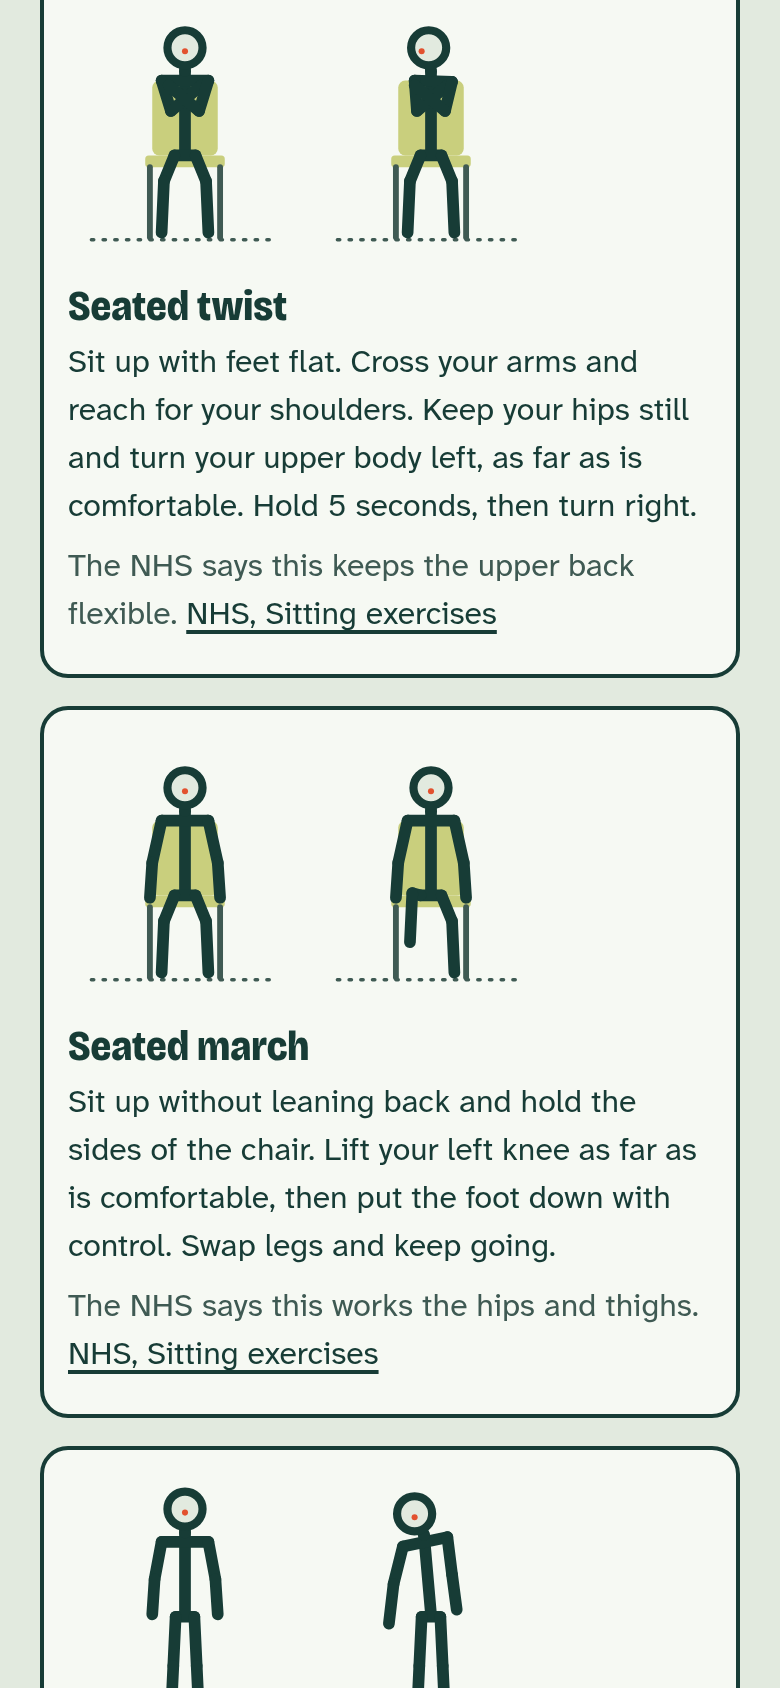 Seated twist
Sit up with feet flat. Cross your arms and
reach for your shoulders. Keep your hips still
and turn your upper body left, as far as is
comfortable. Hold 5 seconds, then turn right.
The NHS says this keeps the upper back
flexible. NHS, Sitting exercises
Seated march
Sit up without leaning back and hold the
sides of the chair. Lift your left knee as far as
is comfortable, then put the foot down with
control. Swap legs and keep going.
The NHS says this works the hips and thighs.
NHS, Sitting exercises